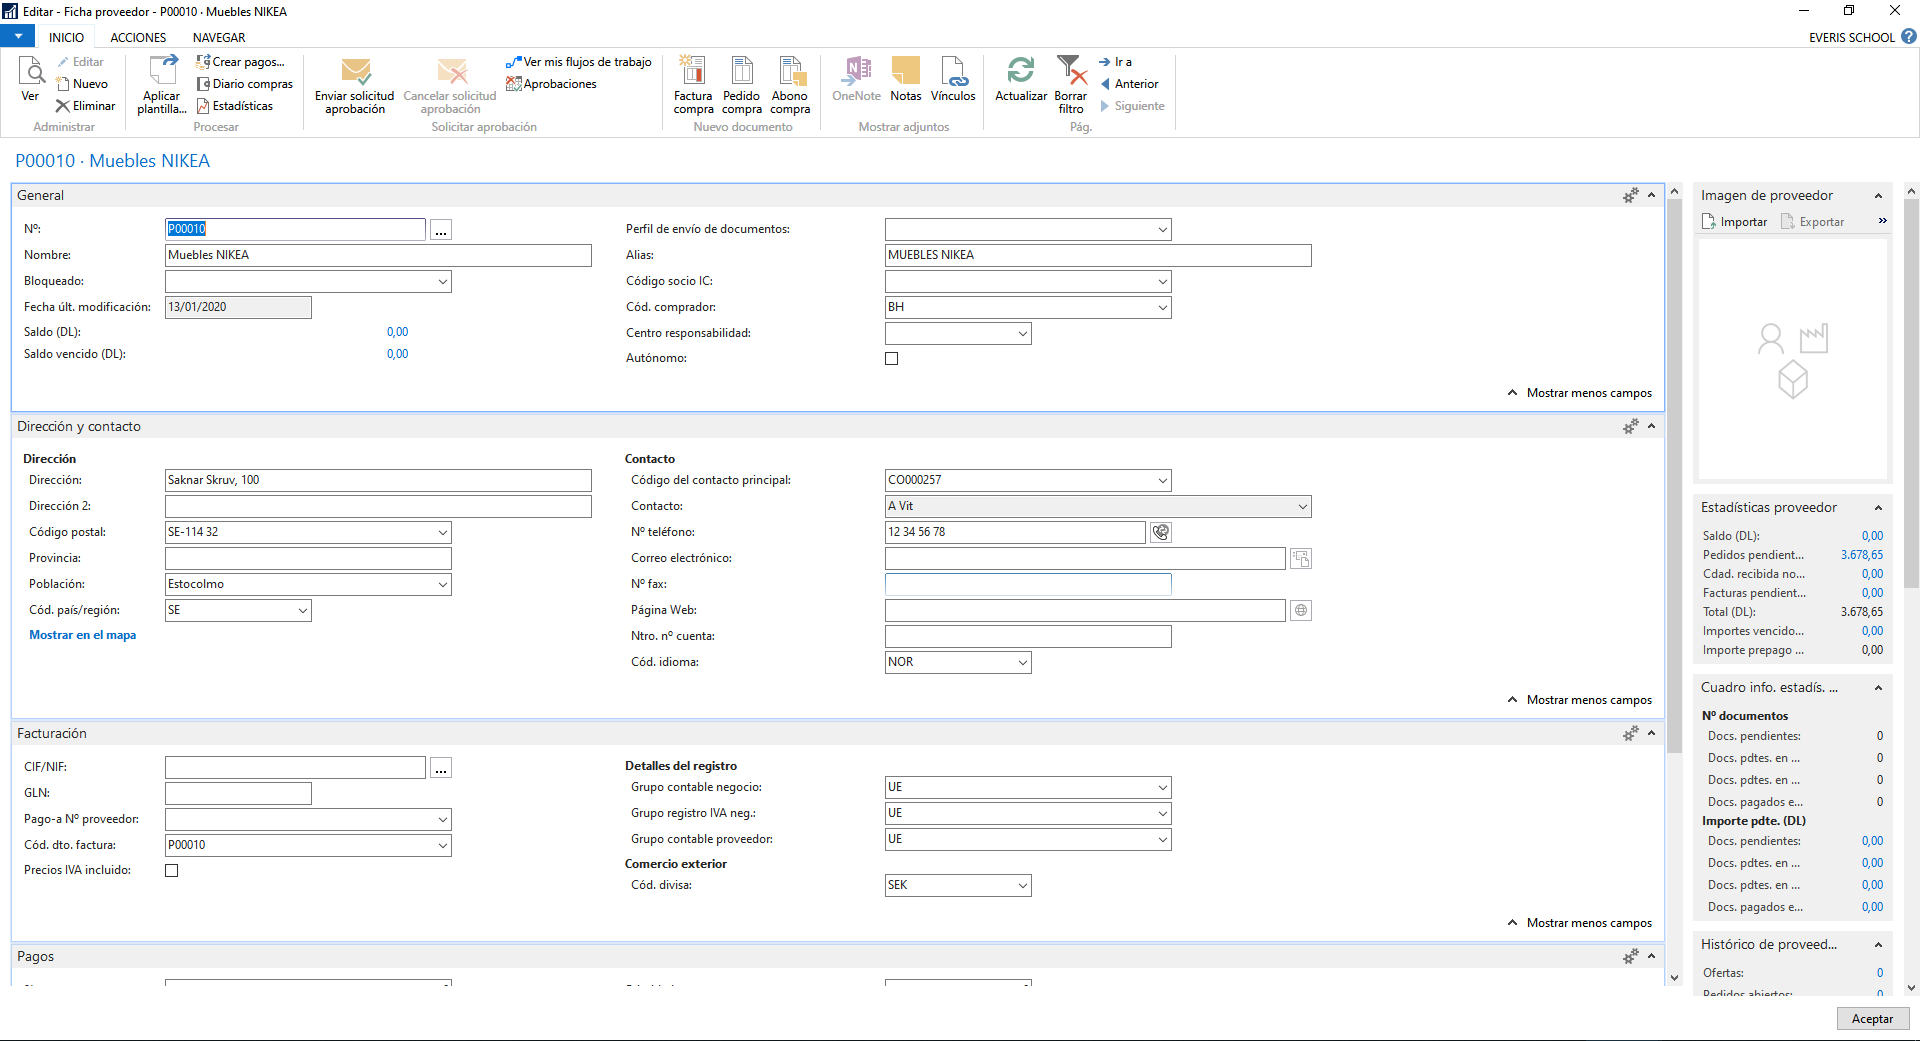 Editar - Ficha proveedor - P00010 · Muebles NIKEA
INICIO
ACCIONES
NAVEGAR
EVERIS SCHOOL
Ver
Editar
Nuevo
Eliminar
Administrar
Aplicar plantilla...
Crear pagos...
Diario compras
Estadísticas
Procesar
Enviar solicitud aprobación
Cancelar solicitud aprobación
Ver mis flujos de trabajo
Aprobaciones
Solicitar aprobación
Factura compra
Pedido compra
Abono compra
Nuevo documento
OneNote
Notas
Vínculos
Mostrar adjuntos
Actualizar
Borrar filtro
Ir a
Anterior
Siguiente
Pág.
P00010 · Muebles NIKEA
General
Nº: P00010
Nombre: Muebles NIKEA
Bloqueado:
Fecha últ. modificación: 13/01/2020
Saldo (DL): 0,00
Saldo vencido (DL): 0,00
Perfil de envío de documentos:
Alias: MUEBLES NIKEA
Código socio IC:
Cód. comprador: BH
Centro responsabilidad:
Autónomo:
Mostrar menos campos
Dirección y contacto
Dirección
Dirección: Saknar Skruv, 100
Dirección 2:
Código postal: SE-114 32
Provincia:
Población: Estocolmo
Cód. país/región: SE
Mostrar en el mapa
Contacto
Código del contacto principal: CO000257
Contacto: A Vit
Nº teléfono: 12 34 56 78
Correo electrónico:
Nº fax:
Página Web:
Ntro. nº cuenta:
Cód. idioma: NOR
Mostrar menos campos
Facturación
CIF/NIF:
GLN:
Pago-a Nº proveedor:
Cód. dto. factura: P00010
Precios IVA incluido:
Detalles del registro
Grupo contable negocio: UE
Grupo registro IVA neg.: UE
Grupo contable proveedor: UE
Comercio exterior
Cód. divisa: SEK
Mostrar menos campos
Pagos
Imagen de proveedor
Importar
Exportar
Estadísticas proveedor
Saldo (DL): 0,00
Pedidos pendient... 3.678,65
Cdad. recibida no... 0,00
Facturas pendient... 0,00
Total (DL): 3.678,65
Importes vencido... 0,00
Importe prepago ... 0,00
Cuadro info. estadís. ...
Nº documentos
Docs. pendientes: 0
Docs. pdtes. en ... 0
Docs. pdtes. en ... 0
Docs. pagados e... 0
Importe pdte. (DL)
Docs. pendientes: 0,00
Docs. pdtes. en ... 0,00
Docs. pdtes. en ... 0,00
Docs. pagados e... 0,00
Histórico de proveed...
Ofertas: 0
Pedidos abiertos: 0
Aceptar